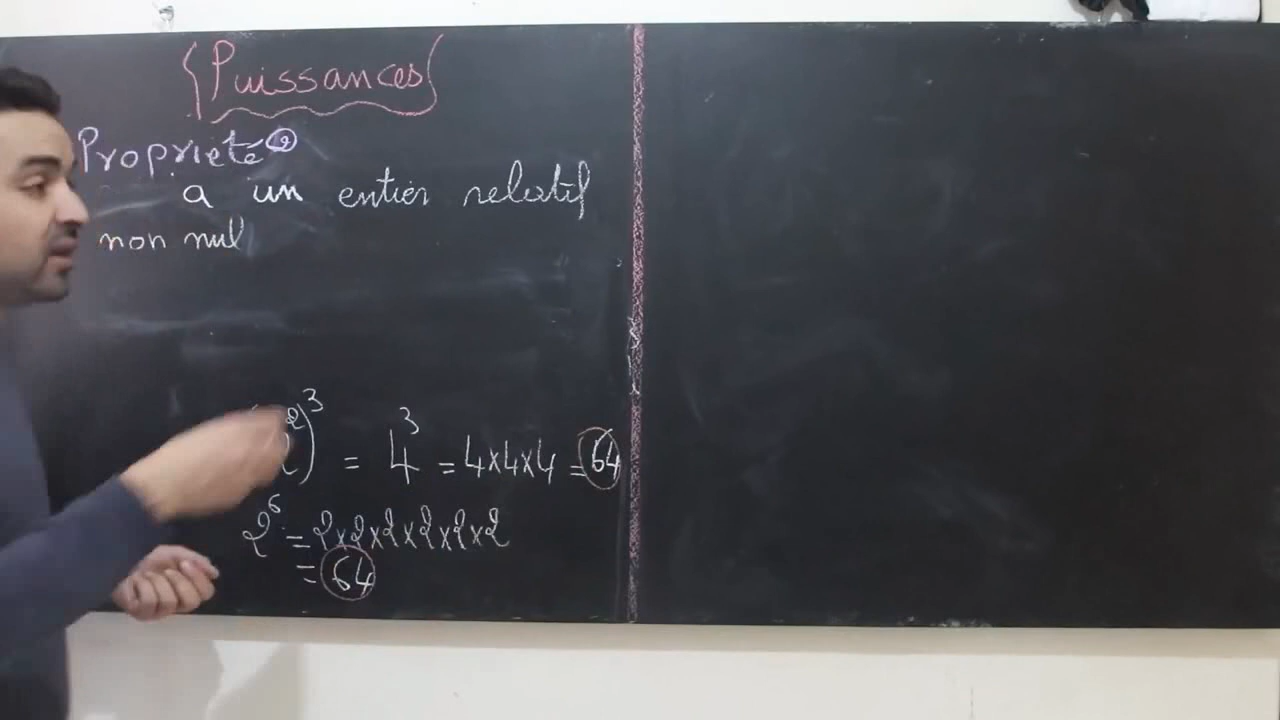 {Puissances}
Propriété ②
a un entier relatif
non nul
2)³ = 4³ = 4×4×4 = 64
2⁶ = 2×2×2×2×2×2
= 64